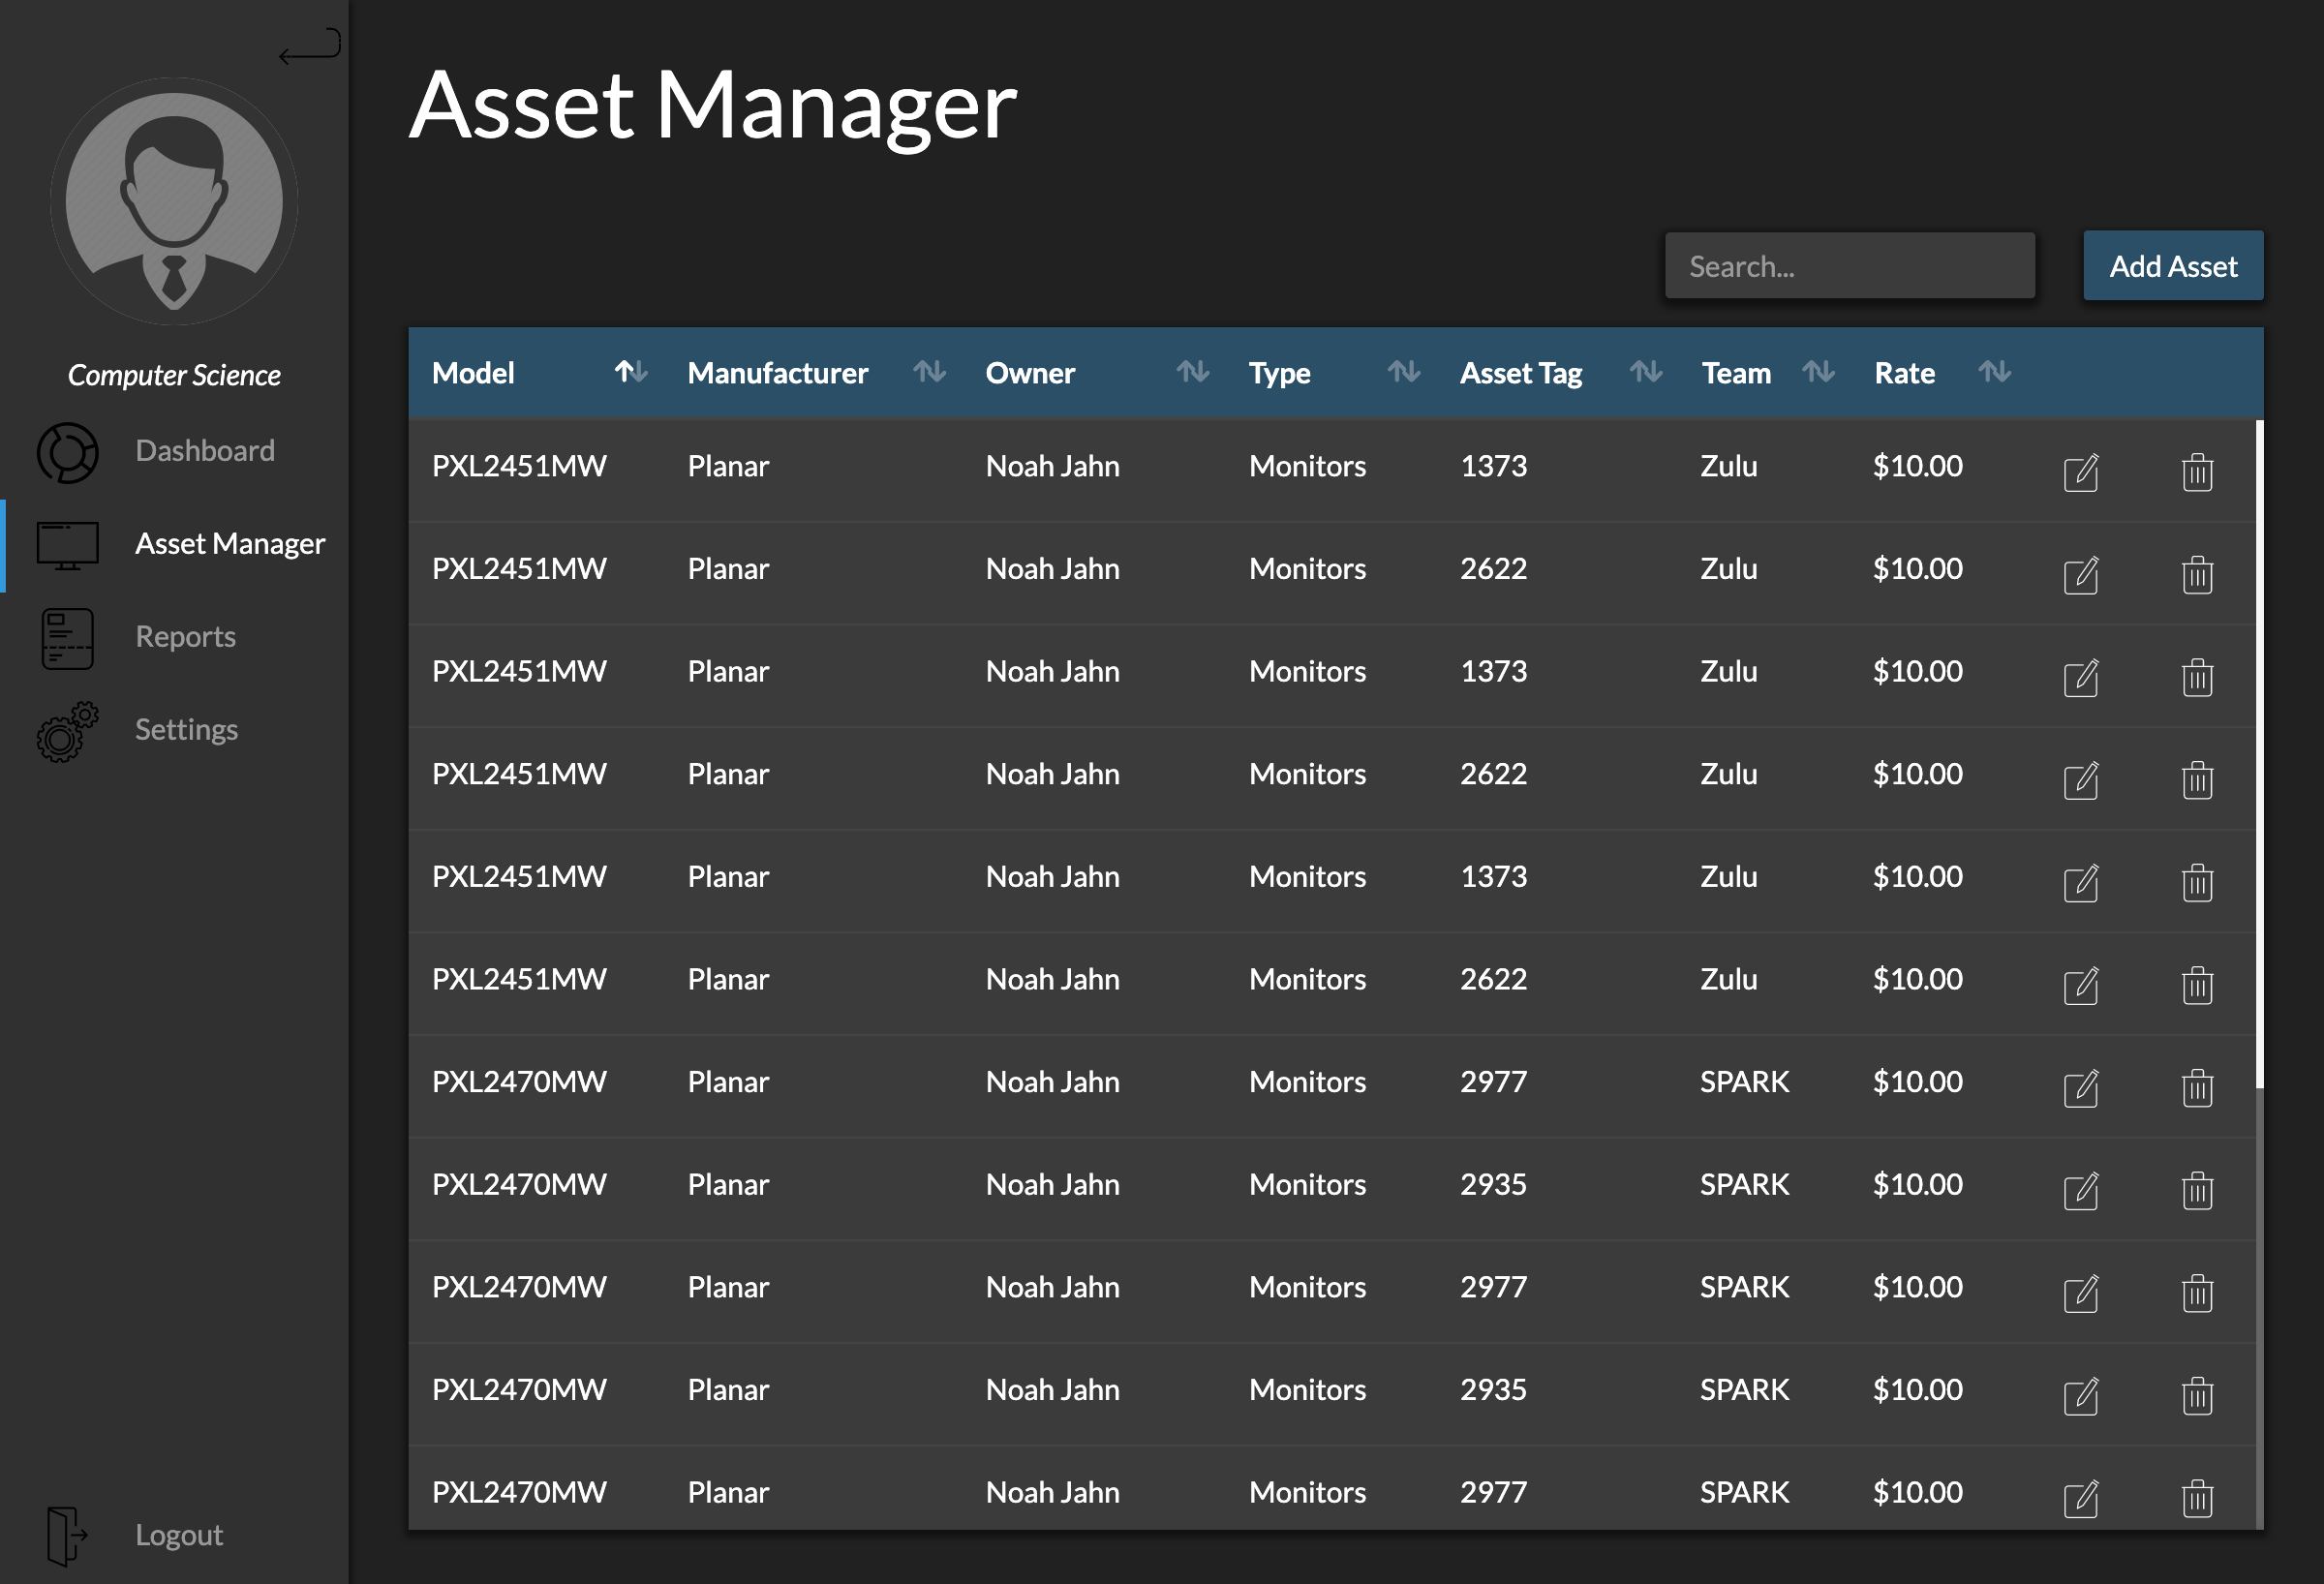 Asset Manager
Computer Science
Dashboard
Asset Manager
Reports
Settings
Logout
Search...
Add Asset
Model Manufacturer Owner Type Asset Tag Team Rate
PXL2451MW Planar Noah Jahn Monitors 1373 Zulu $10.00
PXL2451MW Planar Noah Jahn Monitors 2622 Zulu $10.00
PXL2451MW Planar Noah Jahn Monitors 1373 Zulu $10.00
PXL2451MW Planar Noah Jahn Monitors 2622 Zulu $10.00
PXL2451MW Planar Noah Jahn Monitors 1373 Zulu $10.00
PXL2451MW Planar Noah Jahn Monitors 2622 Zulu $10.00
PXL2470MW Planar Noah Jahn Monitors 2977 SPARK $10.00
PXL2470MW Planar Noah Jahn Monitors 2935 SPARK $10.00
PXL2470MW Planar Noah Jahn Monitors 2977 SPARK $10.00
PXL2470MW Planar Noah Jahn Monitors 2935 SPARK $10.00
PXL2470MW Planar Noah Jahn Monitors 2977 SPARK $10.00